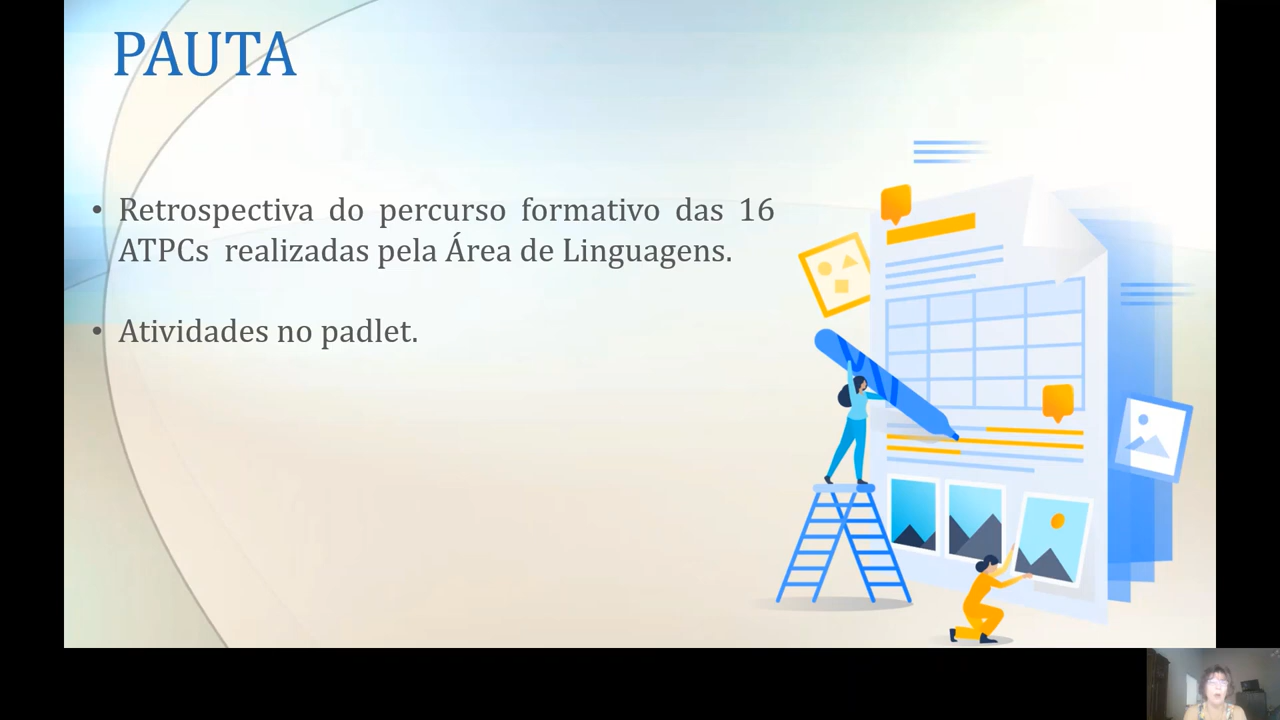 PAUTA
• Retrospectiva do percurso formativo das 16
ATPCs realizadas pela Área de Linguagens.
• Atividades no padlet.